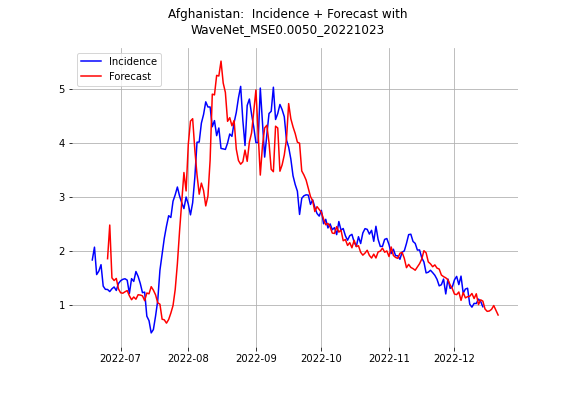 Afghanistan:  Incidence + Forecast with
WaveNet_MSE0.0050_20221023
Incidence
Forecast
5
4
3
2
1
2022-07 2022-08 2022-09 2022-10 2022-11 2022-12